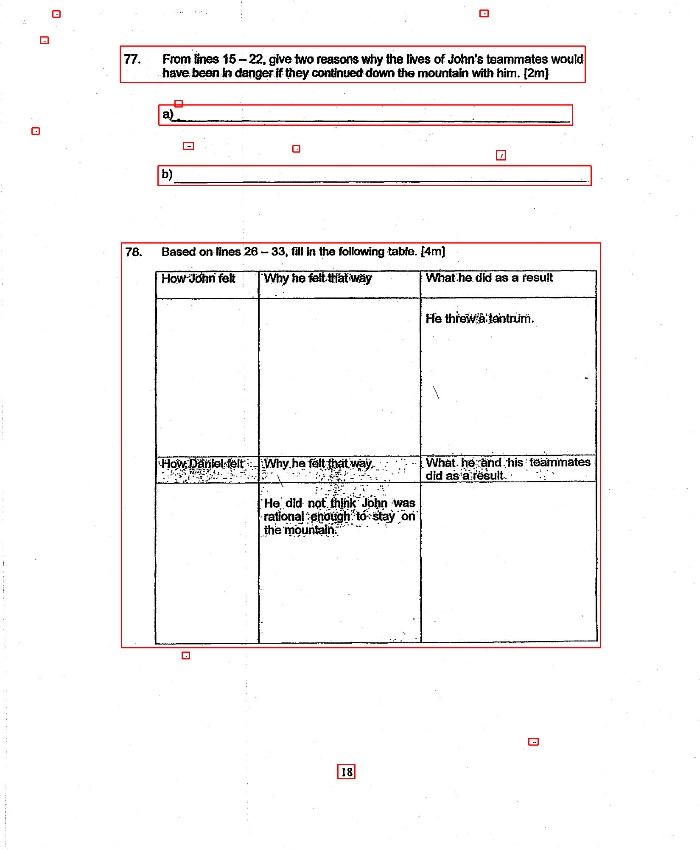 77. From lines 15 – 22, give two reasons why the lives of John's teammates would
have been in danger if they continued down the mountain with him. [2m]
a)
b)
78. Based on lines 26 – 33, fill in the following table. [4m]
How John felt Why he felt that way What he did as a result
He threw a tantrum.
How Daniel felt Why he felt that way. What he and his teammates
did as a result.
He did not think John was
rational enough to stay on
the mountain.
18